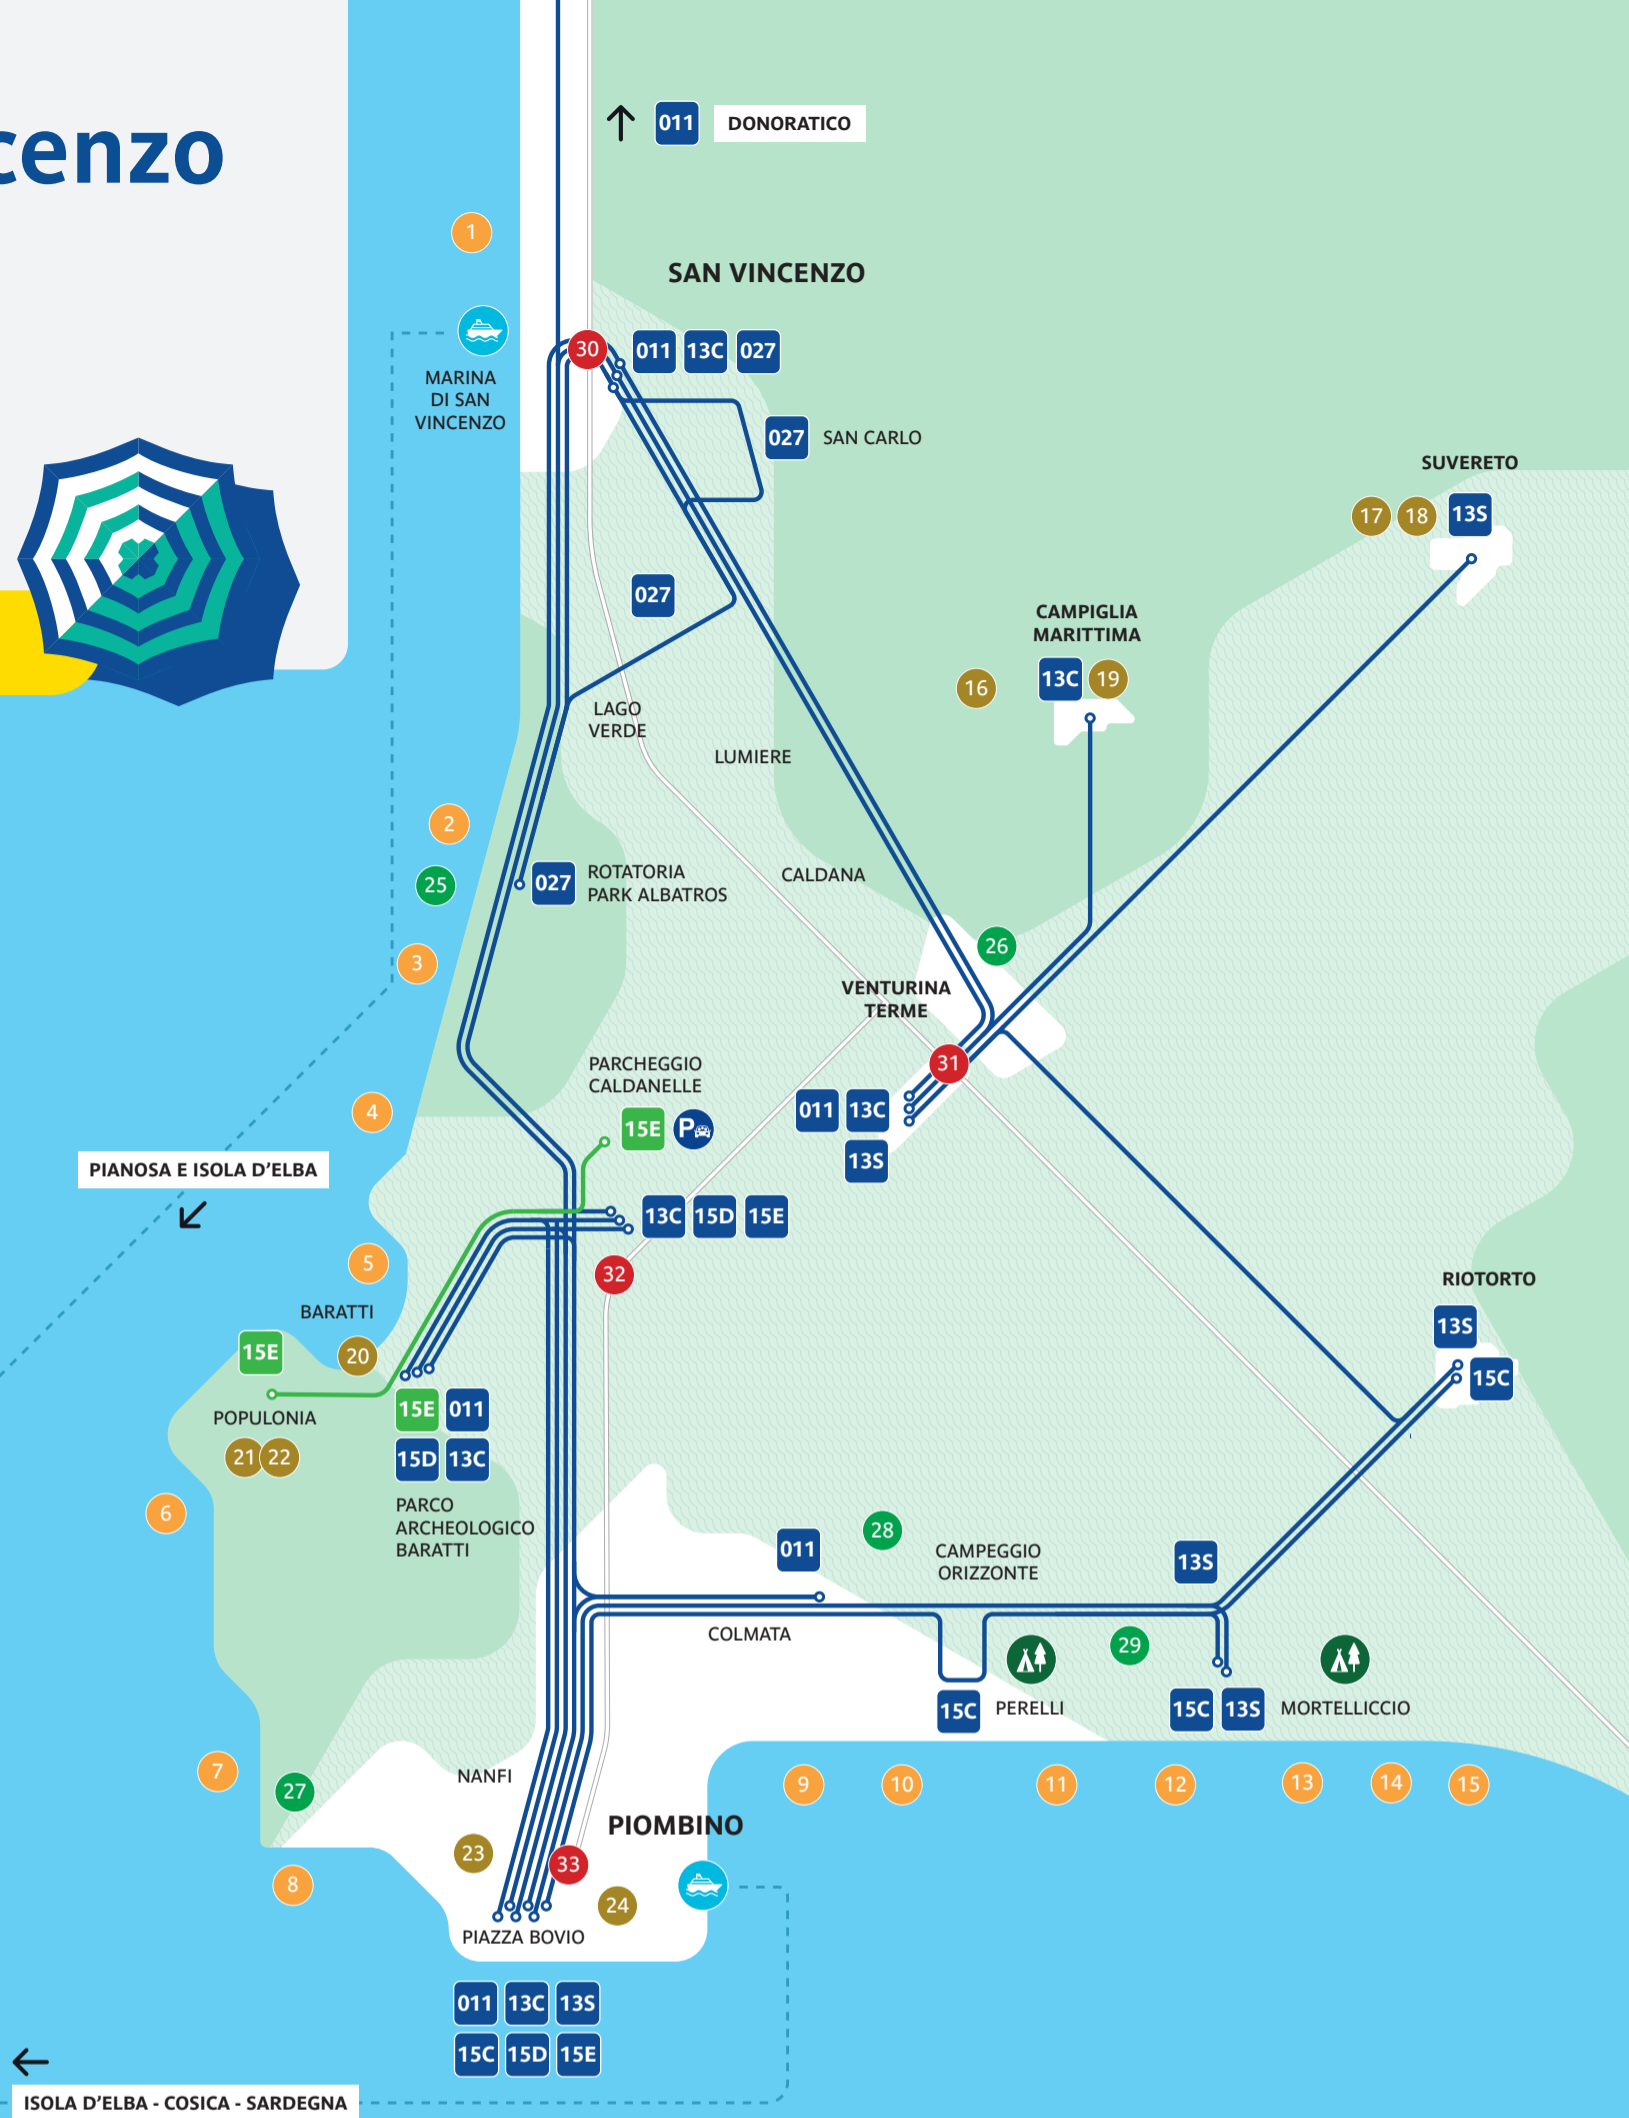 cenzo
011 DONORATICO
1
SAN VINCENZO
30 011 13C 027
MARINA
DI SAN
VINCENZO
027 SAN CARLO
SUVERETO
17 18 13S
027
CAMPIGLIA
MARITTIMA
16 13C 19
LAGO
VERDE
LUMIERE
2
25
027 ROTATORIA
PARK ALBATROS
CALDANA
3
26
VENTURINA
TERME
31
PARCHEGGIO
CALDANELLE
15E P
011 13C
13S
4
PIANOSA E ISOLA D'ELBA
13C 15D 15E
5
32
RIOTORTO
13S
15C
BARATTI
15E 20
POPULONIA
21 22
15E 011
15D 13C
PARCO
ARCHEOLOGICO
BARATTI
6
011 28
CAMPEGGIO
ORIZZONTE
13S
COLMATA
29
15C PERELLI
15C 13S MORTELLICCIO
7
27
NANFI
9 10 11 12 13 14 15
PIOMBINO
23 33
8
24
PIAZZA BOVIO
011 13C 13S
15C 15D 15E
ISOLA D'ELBA - COSICA - SARDEGNA